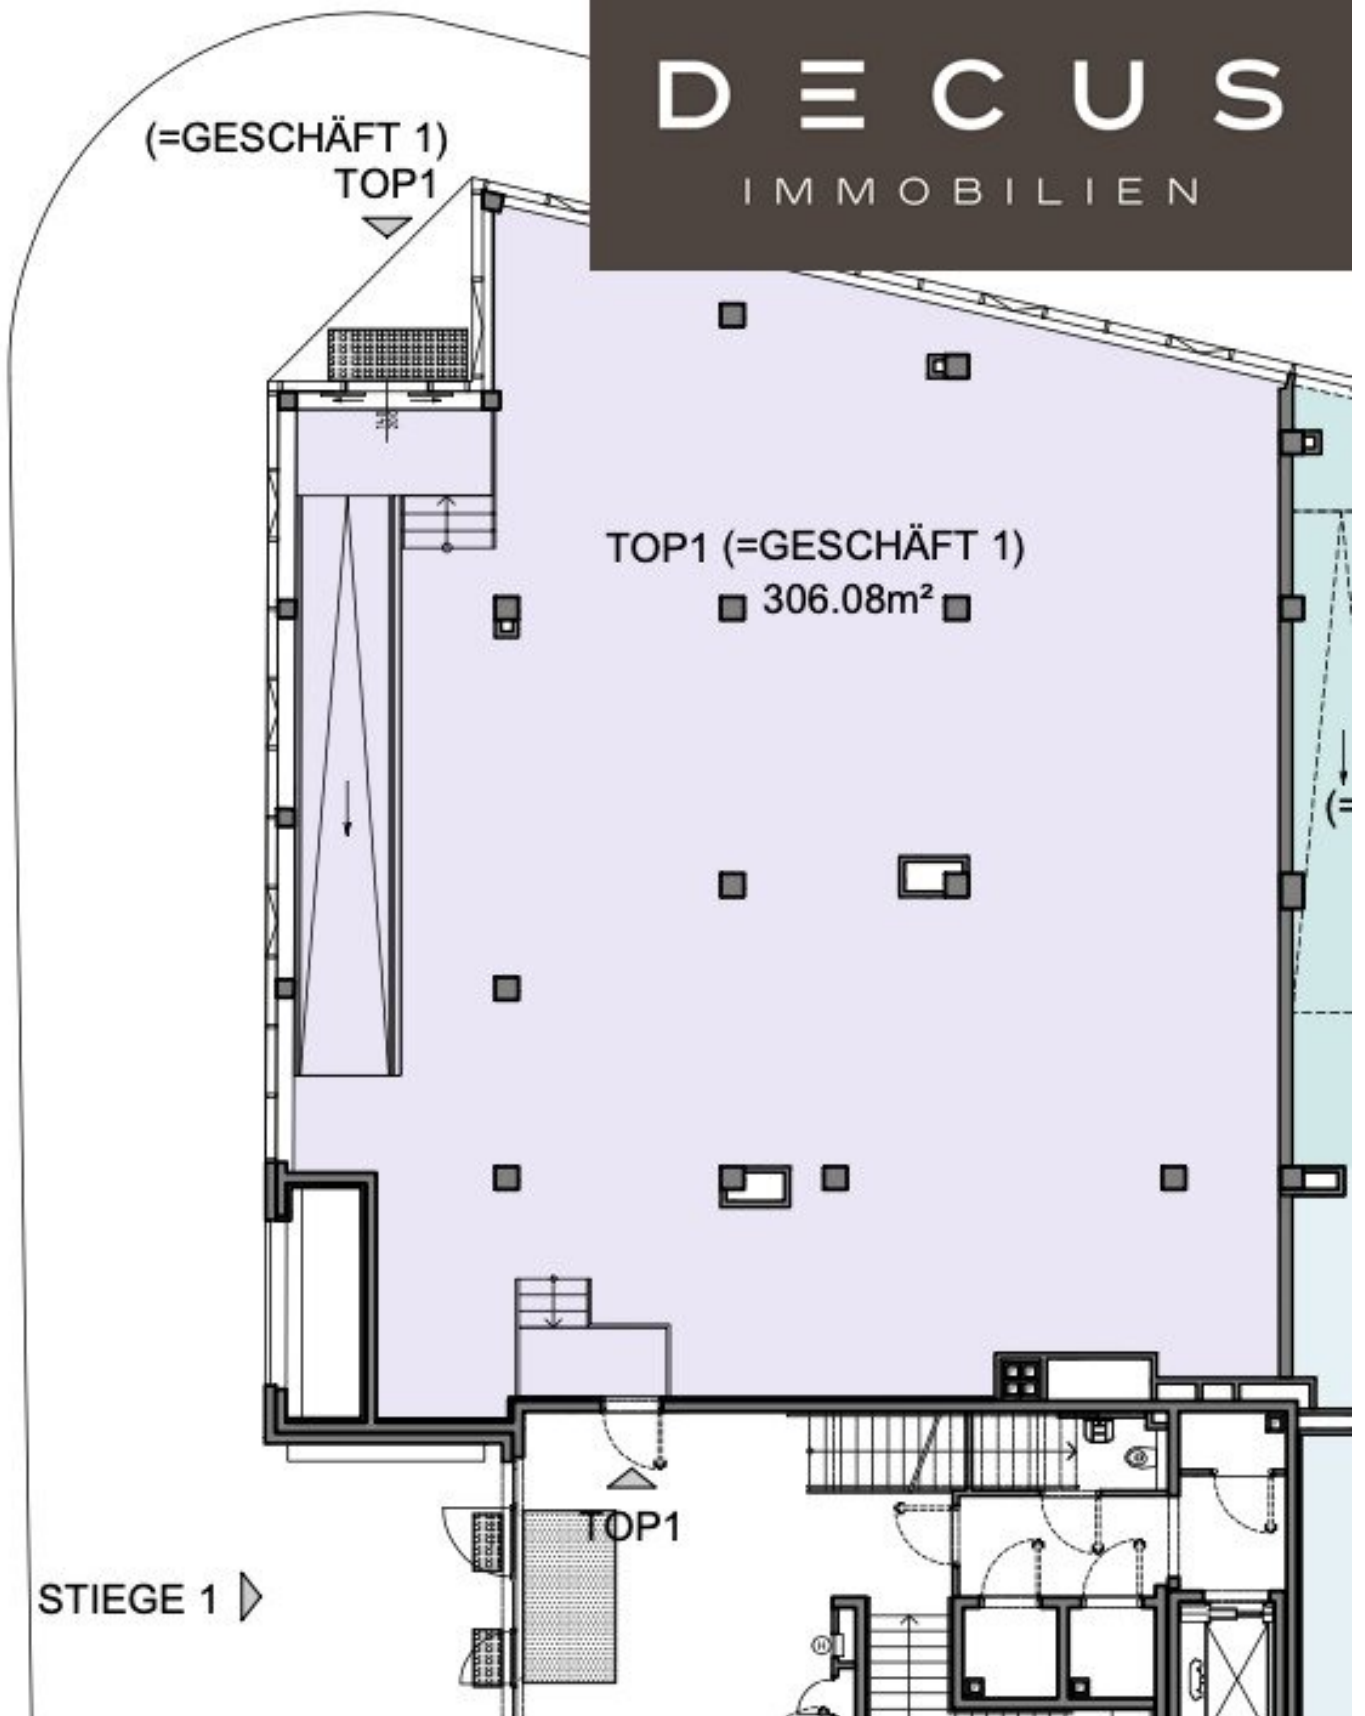 DECUS
IMMOBILIEN
(=GESCHÄFT 1)
TOP1
TOP1 (=GESCHÄFT 1)
306.08m²
(=
TOP1
STIEGE 1
H